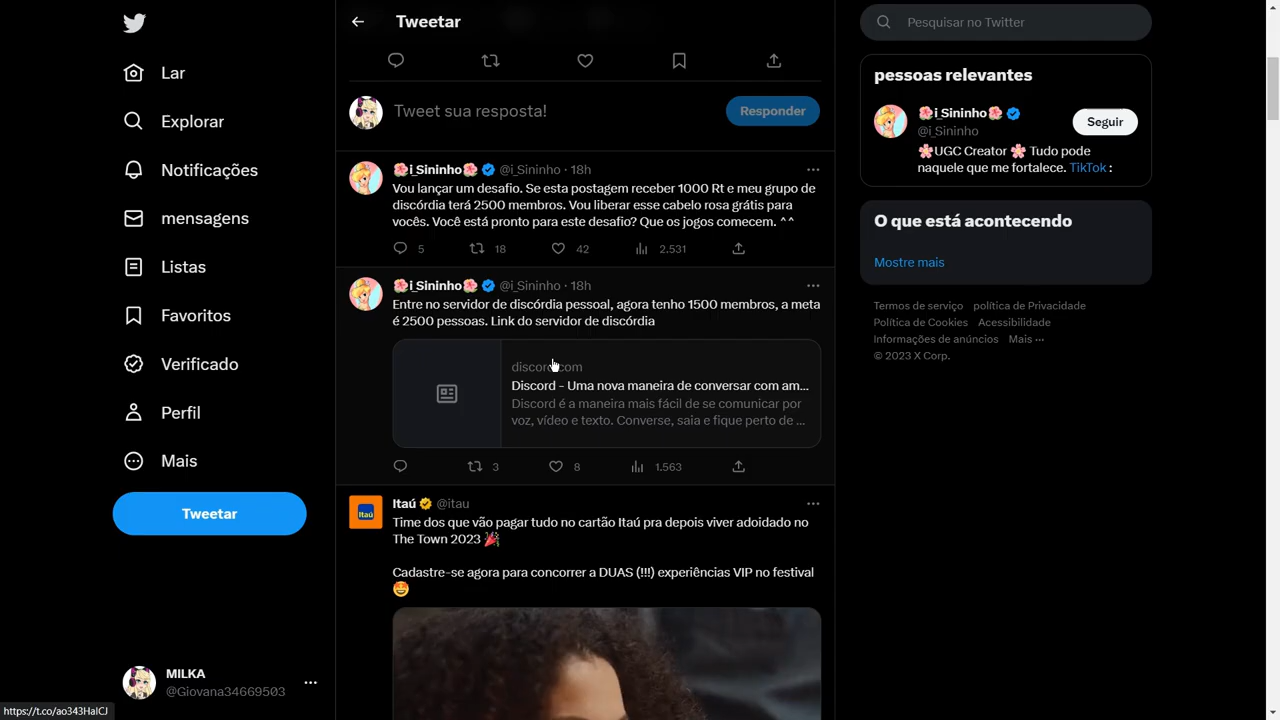 Tweetar
Lar
Explorar
Notificações
mensagens
Listas
Favoritos
Verificado
Perfil
Mais
Tweetar
MILKA
@Giovana34669503
https://t.co/ao343HalCJ
Tweet sua resposta!
Responder
🌸i_Sininho🌸 @i_Sininho · 18h
Vou lançar um desafio. Se esta postagem receber 1000 Rt e meu grupo de
discórdia terá 2500 membros. Vou liberar esse cabelo rosa grátis para
vocês. Você está pronto para este desafio? Que os jogos comecem. ^^
5 18 42 2.531
🌸i_Sininho🌸 @i_Sininho · 18h
Entre no servidor de discórdia pessoal, agora tenho 1500 membros, a meta
é 2500 pessoas. Link do servidor de discórdia
discord.com
Discord - Uma nova maneira de conversar com am...
Discord é a maneira mais fácil de se comunicar por
voz, vídeo e texto. Converse, saia e fique perto de ...
3 8 1.563
Itaú @itau
Itaú
Time dos que vão pagar tudo no cartão Itaú pra depois viver adoidado no
The Town 2023 🎉
Cadastre-se agora para concorrer a DUAS (!!!) experiências VIP no festival
🤩
Pesquisar no Twitter
pessoas relevantes
🌸i_Sininho🌸
@i_Sininho
Seguir
🌸UGC Creator 🌸 Tudo pode
naquele que me fortalece. TikTok :
O que está acontecendo
Mostre mais
Termos de serviço política de Privacidade
Política de Cookies Acessibilidade
Informações de anúncios Mais ···
© 2023 X Corp.